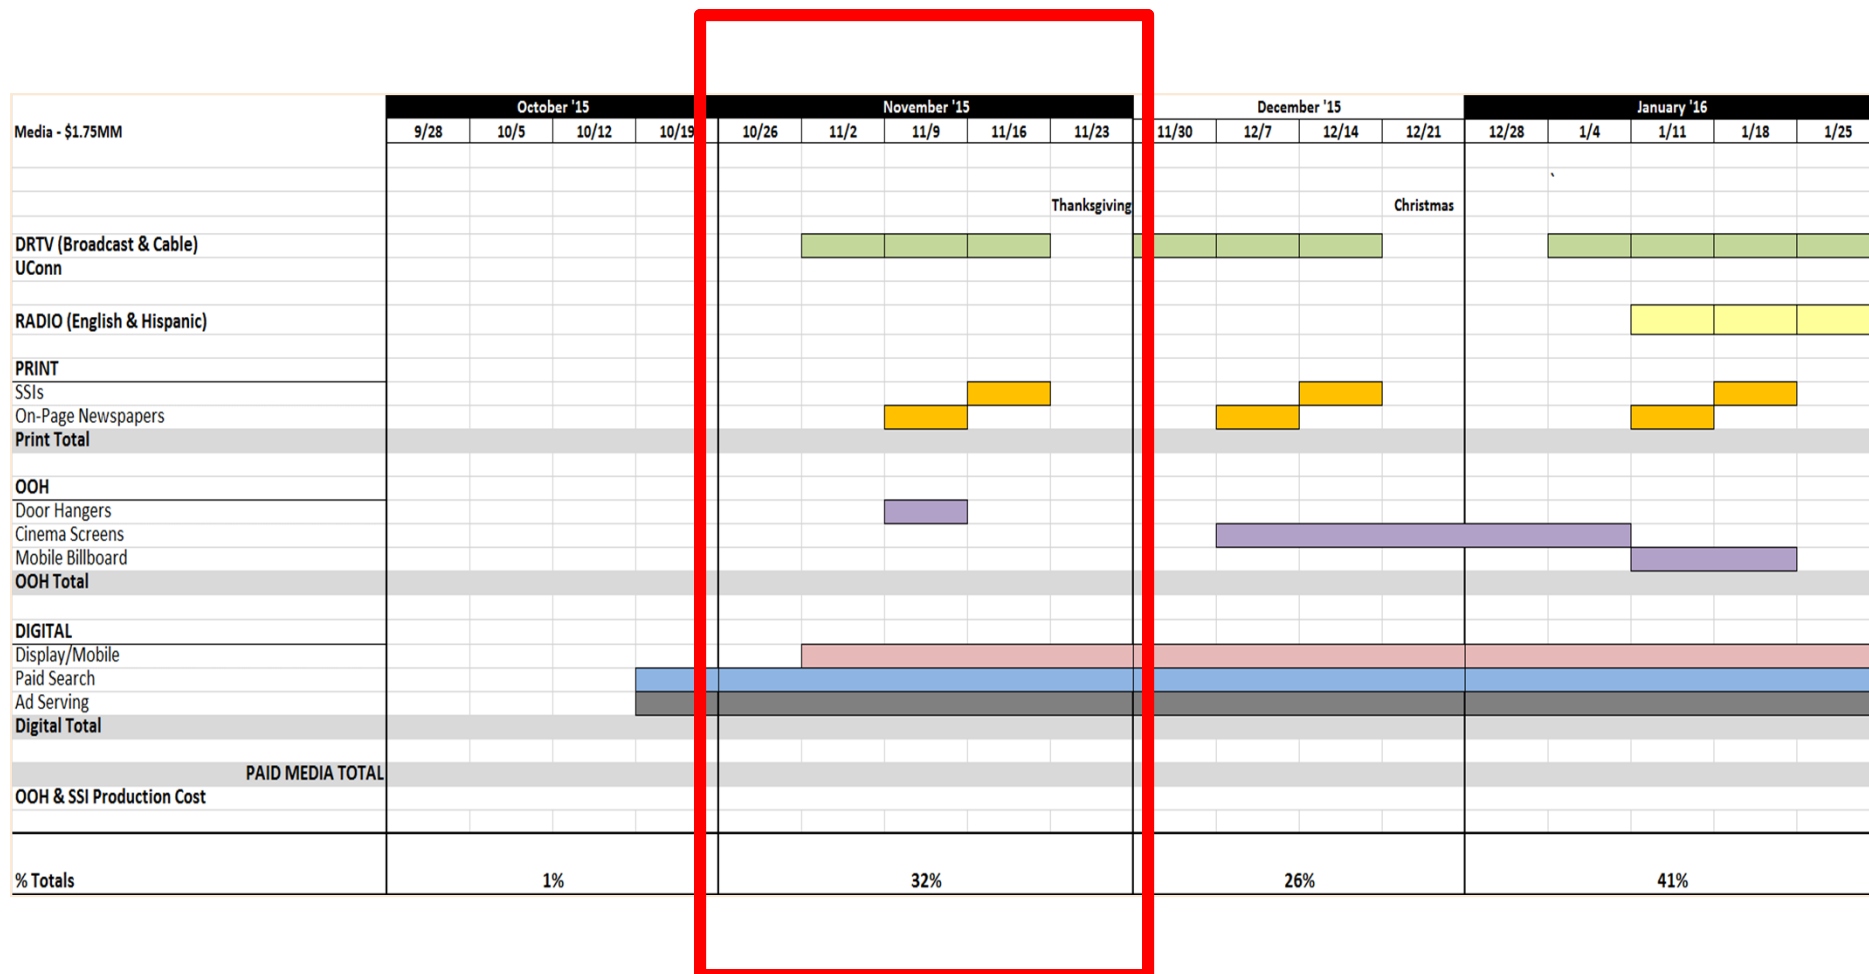 October '15 November '15 December '15 January '16
Media - $1.75MM 9/28 10/5 10/12 10/19 10/26 11/2 11/9 11/16 11/23 11/30 12/7 12/14 12/21 12/28 1/4 1/11 1/18 1/25
`
Thanksgiving Christmas
DRTV (Broadcast & Cable)
UConn
RADIO (English & Hispanic)
PRINT
SSIs
On-Page Newspapers
Print Total
OOH
Door Hangers
Cinema Screens
Mobile Billboard
OOH Total
DIGITAL
Display/Mobile
Paid Search
Ad Serving
Digital Total
PAID MEDIA TOTAL
OOH & SSI Production Cost
% Totals 1% 32% 26% 41%